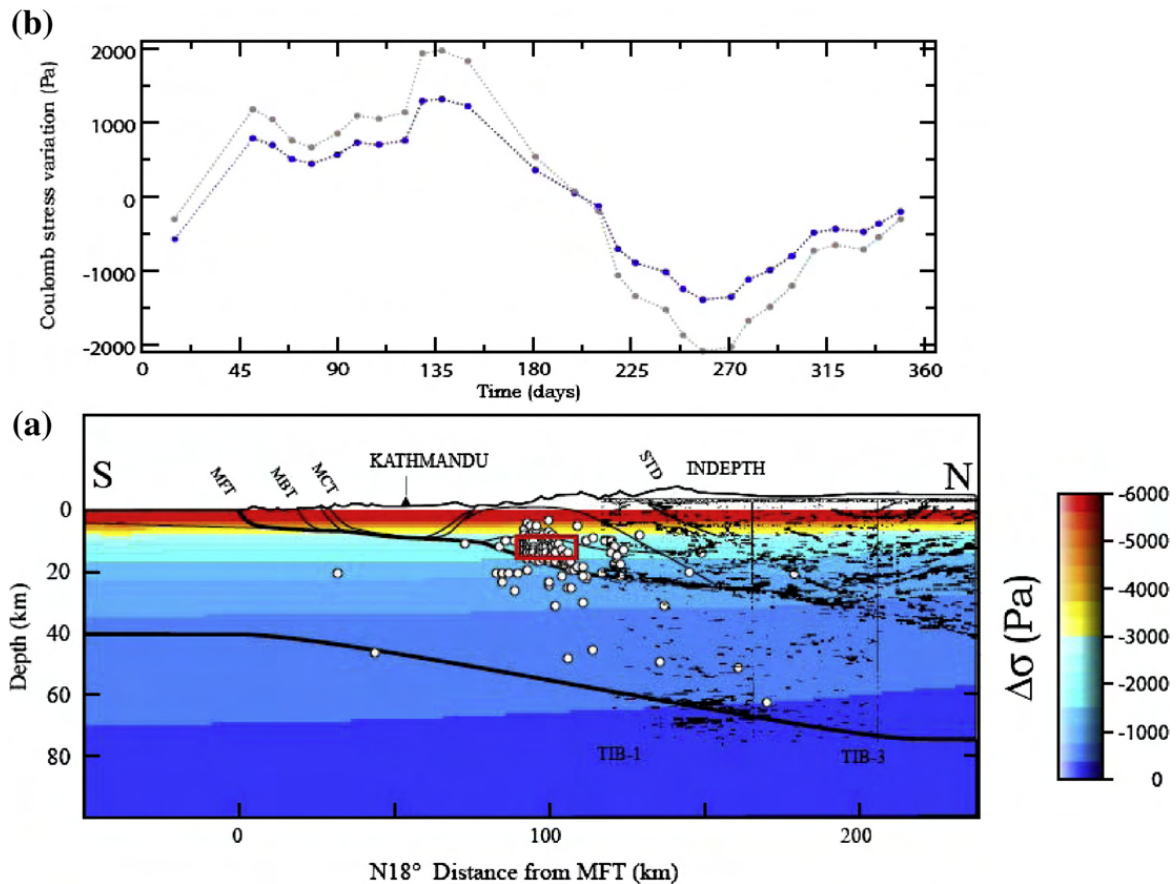 (b)
Coulomb stress variation (Pa)
2000
1000
0
-1000
-2000
0 45 90 135 180 225 270 315 360
Time (days)
(a)
S
N
MFT
MBT
MCT
KATHMANDU
STD
INDEPTH
Depth (km)
0
20
40
60
80
TIB-1
TIB-3
0 100 200
N18° Distance from MFT (km)
-6000
-5000
-4000
-3000
-2000
-1000
0
Δσ (Pa)